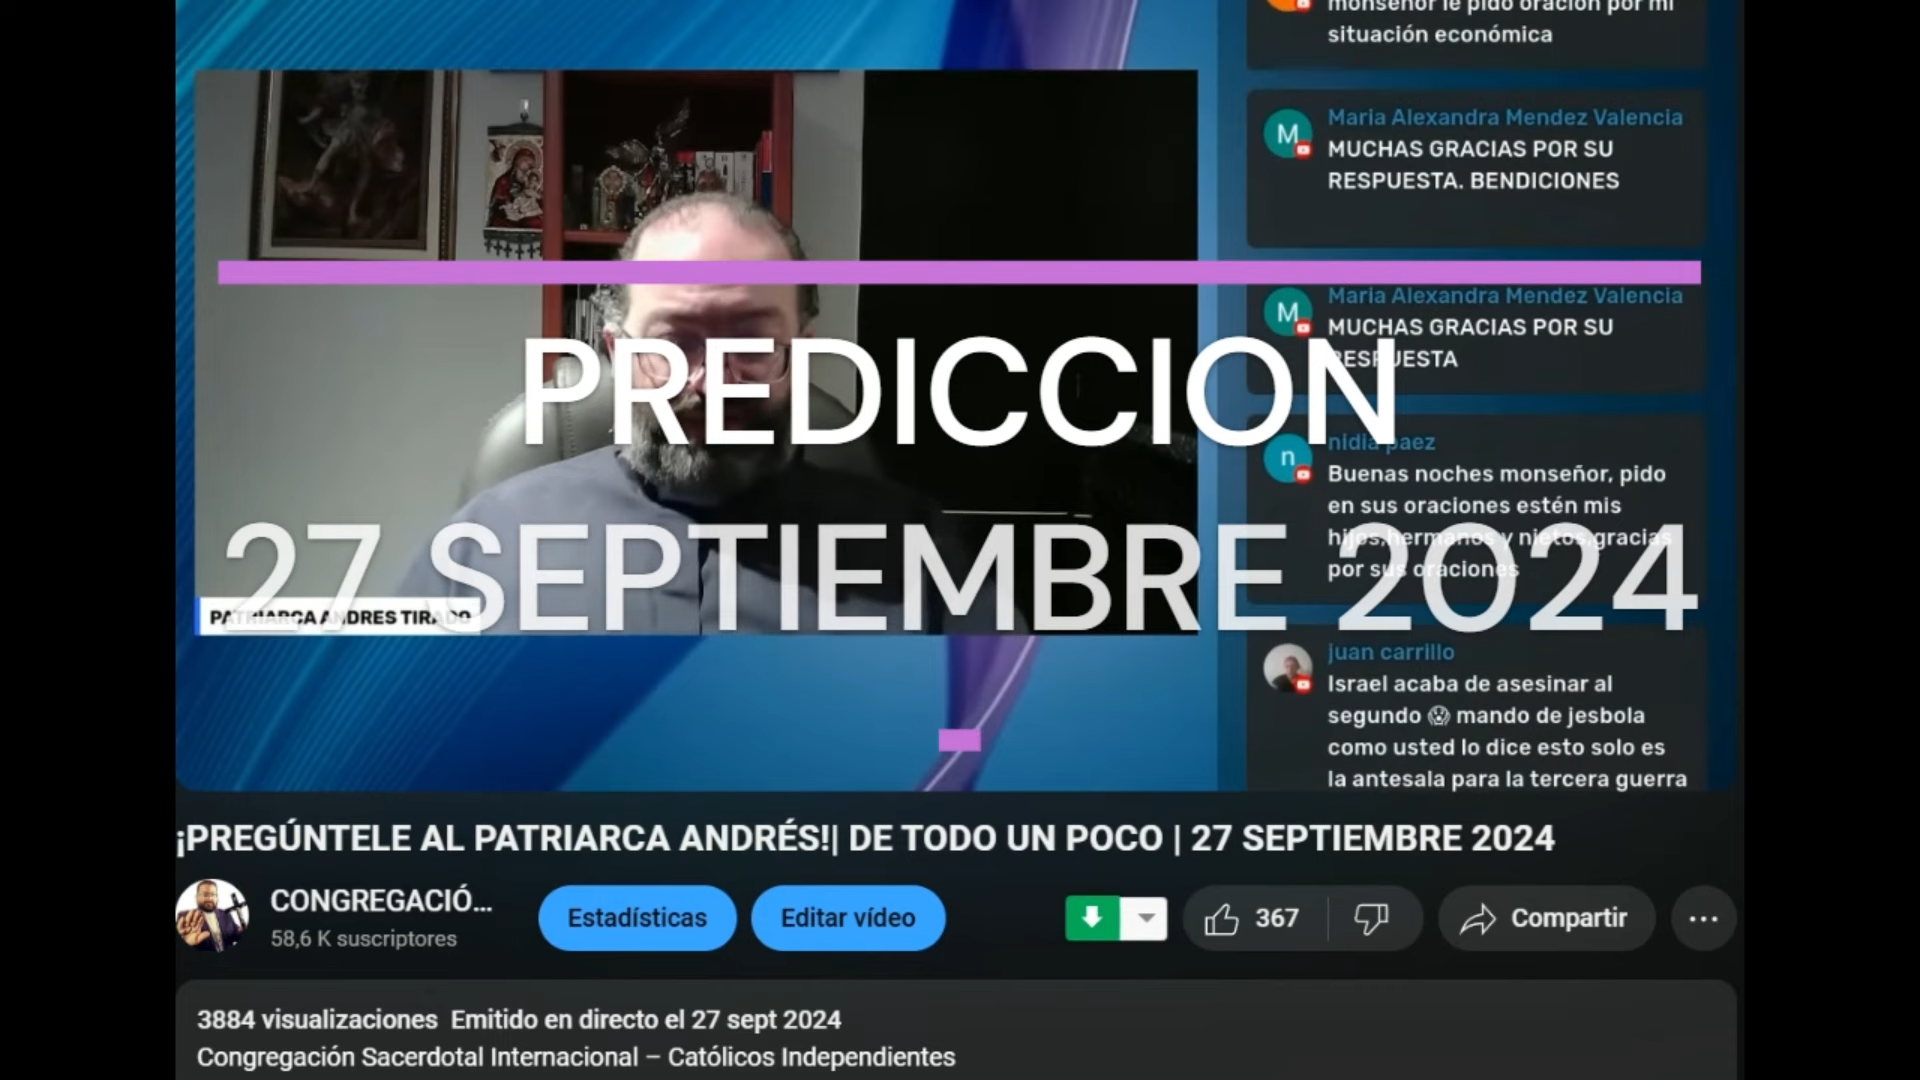 monseñor le pido oración por mi
situación económica
Maria Alexandra Mendez Valencia
MUCHAS GRACIAS POR SU
RESPUESTA. BENDICIONES
Maria Alexandra Mendez Valencia
MUCHAS GRACIAS POR SU
RESPUESTA
PREDICCION
nidia paez
Buenas noches monseñor, pido
en sus oraciones estén mis
hijos,hermanos y nietos,gracias
por sus oraciones
27 SEPTIEMBRE 2024
PATRIARCA ANDRES TIRADO
juan carrillo
Israel acaba de asesinar al
segundo 😱 mando de jesbola
como usted lo dice esto solo es
la antesala para la tercera guerra
¡PREGÚNTELE AL PATRIARCA ANDRÉS!| DE TODO UN POCO | 27 SEPTIEMBRE 2024
CONGREGACIÓ...
58,6 K suscriptores
Estadísticas
Editar vídeo
367
Compartir
3884 visualizaciones Emitido en directo el 27 sept 2024
Congregación Sacerdotal Internacional – Católicos Independientes